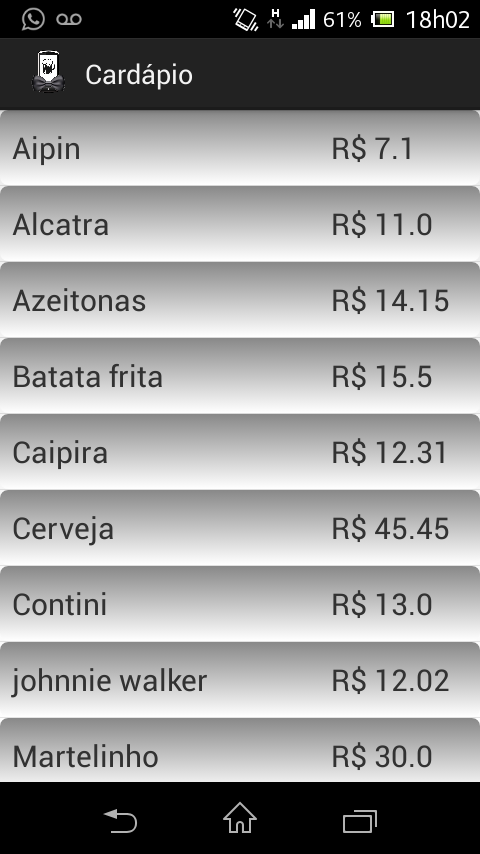 H 61% 18h02
Cardápio
Aipin R$ 7.1
Alcatra R$ 11.0
Azeitonas R$ 14.15
Batata frita R$ 15.5
Caipira R$ 12.31
Cerveja R$ 45.45
Contini R$ 13.0
johnnie walker R$ 12.02
Martelinho R$ 30.0